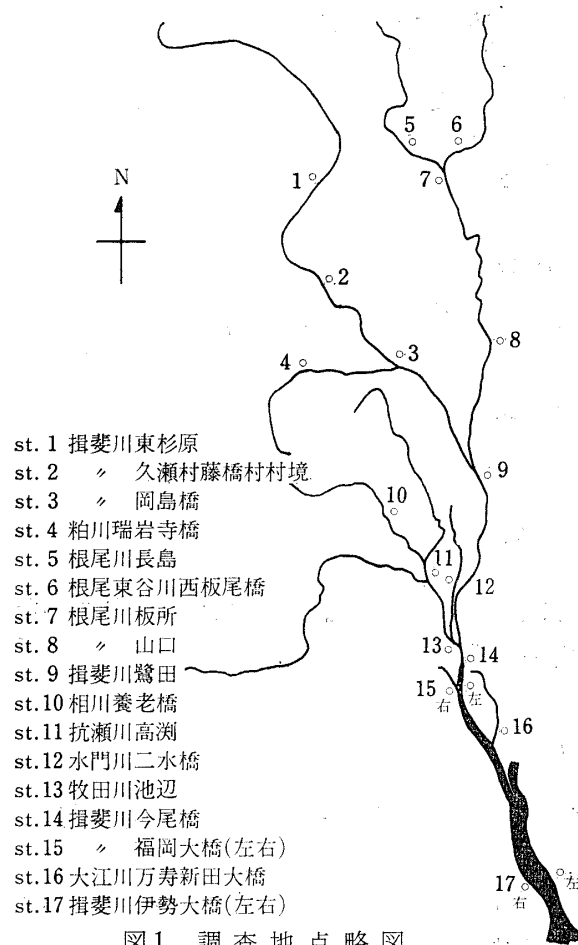 5
6
7
1
N
2
8
3
4
9
10
11
12
13
14
15
右
左
16
17
右
左
st.1 揖斐川東杉原
st.2 〃 久瀬村藤橋村村境
st.3 〃 岡島橋
st.4 粕川瑞岩寺橋
st.5 根尾川長島
st.6 根尾東谷川西板尾橋
st.7 根尾川板所
st.8 〃 山口
st.9 揖斐川鷺田
st.10 相川養老橋
st.11 抗瀬川高渕
st.12 水門川二水橋
st.13 牧田川池辺
st.14 揖斐川今尾橋
st.15 〃 福岡大橋(左右)
st.16 大江川万寿新田大橋
st.17 揖斐川伊勢大橋(左右)
図1 調査地点略図